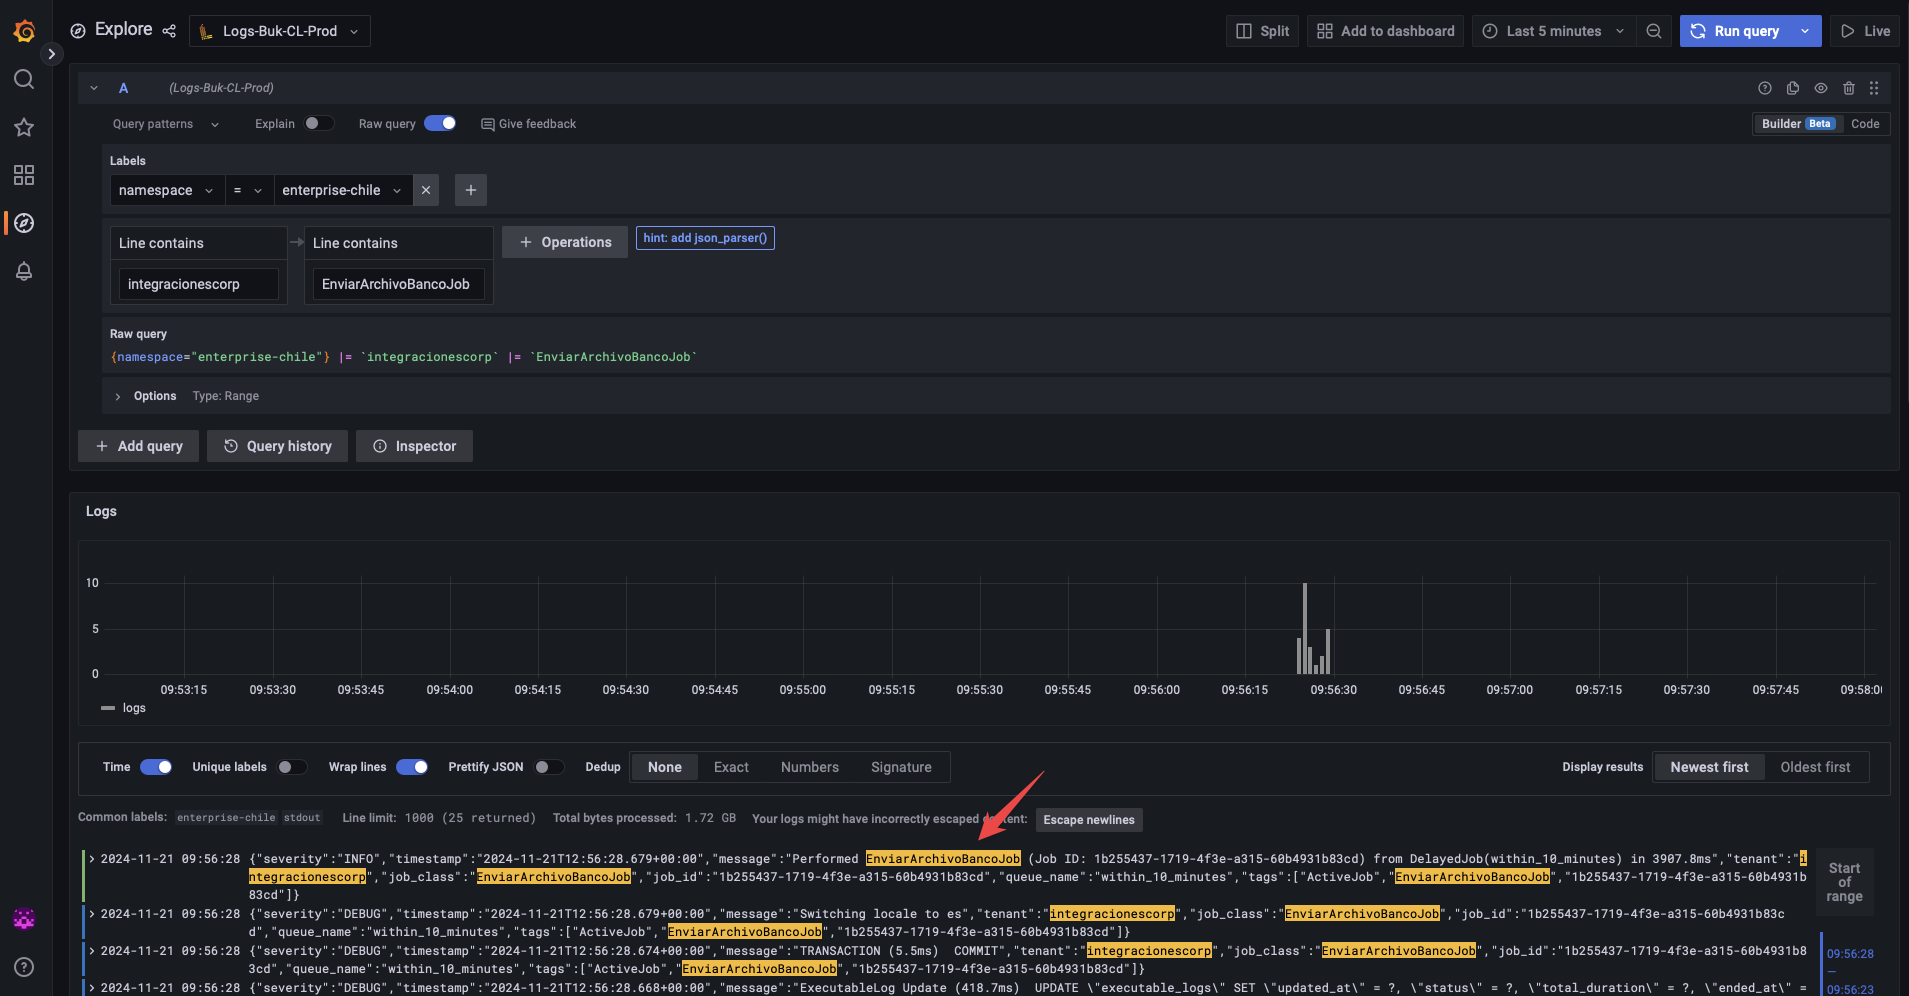 Explore
Logs-Buk-CL-Prod
Split
Add to dashboard
Last 5 minutes
Run query
Live
A
(Logs-Buk-CL-Prod)
Query patterns
Explain
Raw query
Give feedback
Builder Beta
Code
Labels
namespace
=
enterprise-chile
Line contains
Line contains
Operations
hint: add json_parser()
integracionescorp
EnviarArchivoBancoJob
Raw query
{namespace="enterprise-chile"} |= `integracionescorp` |= `EnviarArchivoBancoJob`
Options
Type: Range
Add query
Query history
Inspector
Logs
10
5
0
09:53:15
09:53:30
09:53:45
09:54:00
09:54:15
09:54:30
09:54:45
09:55:00
09:55:15
09:55:30
09:55:45
09:56:00
09:56:15
09:56:30
09:56:45
09:57:00
09:57:15
09:57:30
09:57:45
logs
Time
Unique labels
Wrap lines
Prettify JSON
Dedup
None
Exact
Numbers
Signature
Display results
Newest first
Oldest first
Common labels: enterprise-chile stdout Line limit: 1000 (25 returned) Total bytes processed: 1.72 GB Your logs might have incorrectly escaped
Escape newlines
2024-11-21 09:56:28 {"severity":"INFO","timestamp":"2024-11-21T12:56:28.679+00:00","message":"Performed EnviarArchivoBancoJob (Job ID: 1b255437-1719-4f3e-a315-60b4931b83cd) from DelayedJob(within_10_minutes) in 3907.8ms","tenant":"i
ntegracionescorp","job_class":"EnviarArchivoBancoJob","job_id":"1b255437-1719-4f3e-a315-60b4931b83cd","queue_name":"within_10_minutes","tags":["ActiveJob","EnviarArchivoBancoJob","1b255437-1719-4f3e-a315-60b4931b
83cd"]}
2024-11-21 09:56:28 {"severity":"DEBUG","timestamp":"2024-11-21T12:56:28.679+00:00","message":"Switching locale to es","tenant":"integracionescorp","job_class":"EnviarArchivoBancoJob","job_id":"1b255437-1719-4f3e-a315-60b4931b83c
d","queue_name":"within_10_minutes","tags":["ActiveJob","EnviarArchivoBancoJob","1b255437-1719-4f3e-a315-60b4931b83cd"]}
2024-11-21 09:56:28 {"severity":"DEBUG","timestamp":"2024-11-21T12:56:28.674+00:00","message":"TRANSACTION (5.5ms)  COMMIT","tenant":"integracionescorp","job_class":"EnviarArchivoBancoJob","job_id":"1b255437-1719-4f3e-a315-60b4931b8
3cd","queue_name":"within_10_minutes","tags":["ActiveJob","EnviarArchivoBancoJob","1b255437-1719-4f3e-a315-60b4931b83cd"]}
2024-11-21 09:56:28 {"severity":"DEBUG","timestamp":"2024-11-21T12:56:28.668+00:00","message":"ExecutableLog Update (418.7ms)  UPDATE \"executable_logs\" SET \"updated_at\" = ?, \"status\" = ?, \"total_duration\" = ?, \"ended_at\" =
Start
of
range
09:56:28
—
09:56:23